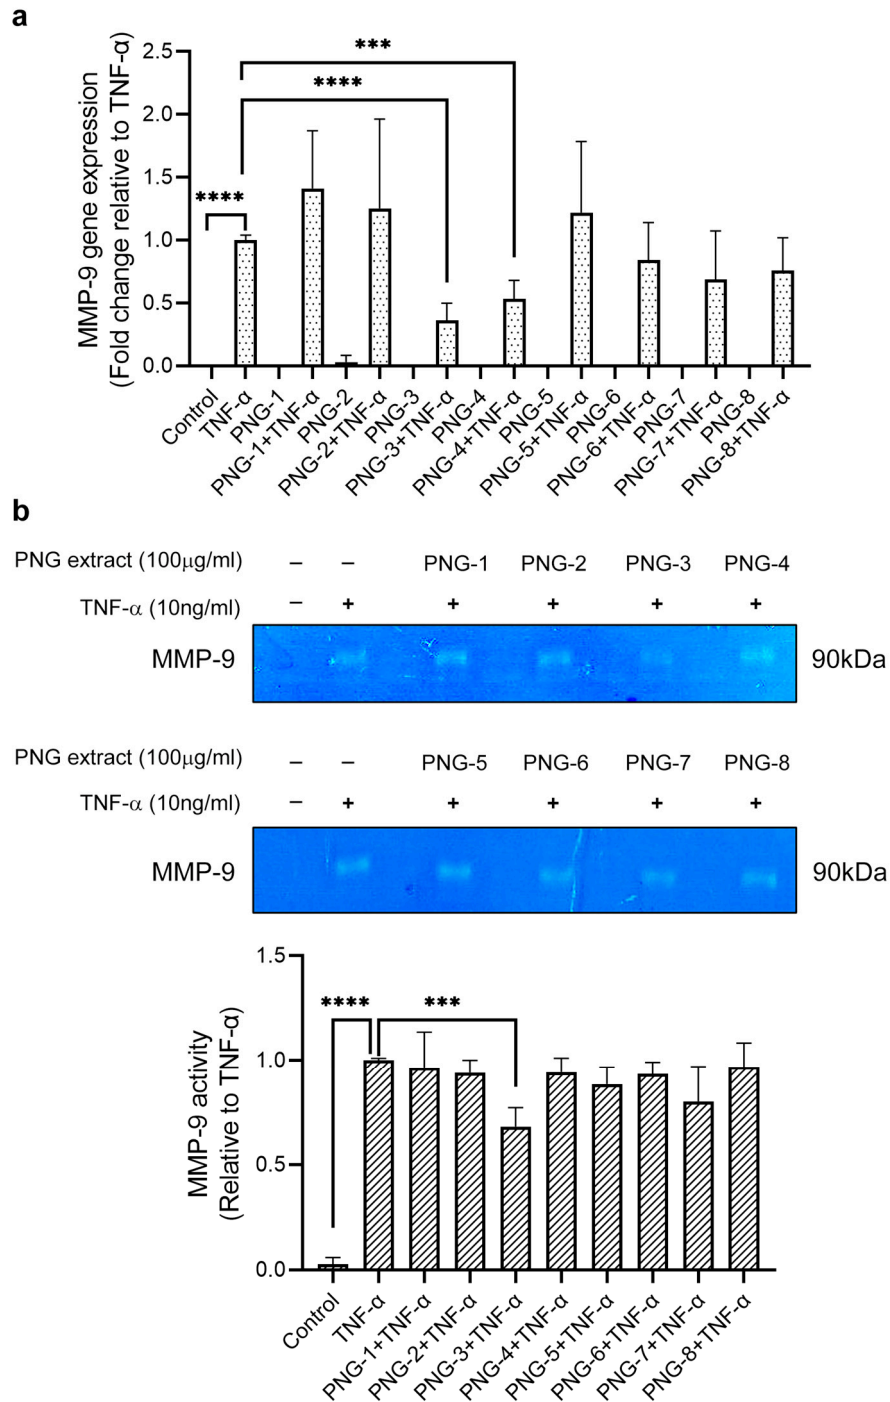 a
MMP-9 gene expression
(Fold change relative to TNF-α)
2.5
2.0
1.5
1.0
0.5
0.0
***
****
****
Control
TNF-α
PNG-1
PNG-1+TNF-α
PNG-2
PNG-2+TNF-α
PNG-3
PNG-3+TNF-α
PNG-4
PNG-4+TNF-α
PNG-5
PNG-5+TNF-α
PNG-6
PNG-6+TNF-α
PNG-7
PNG-7+TNF-α
PNG-8
PNG-8+TNF-α
b
PNG extract (100µg/ml) – – PNG-1 PNG-2 PNG-3 PNG-4
TNF-α (10ng/ml) – + + + + +
MMP-9 90kDa
PNG extract (100µg/ml) – – PNG-5 PNG-6 PNG-7 PNG-8
TNF-α (10ng/ml) – + + + + +
MMP-9 90kDa
MMP-9 activity
(Relative to TNF-α)
1.5
1.0
0.5
0.0
**** ***
Control
TNF-α
PNG-1+TNF-α
PNG-2+TNF-α
PNG-3+TNF-α
PNG-4+TNF-α
PNG-5+TNF-α
PNG-6+TNF-α
PNG-7+TNF-α
PNG-8+TNF-α